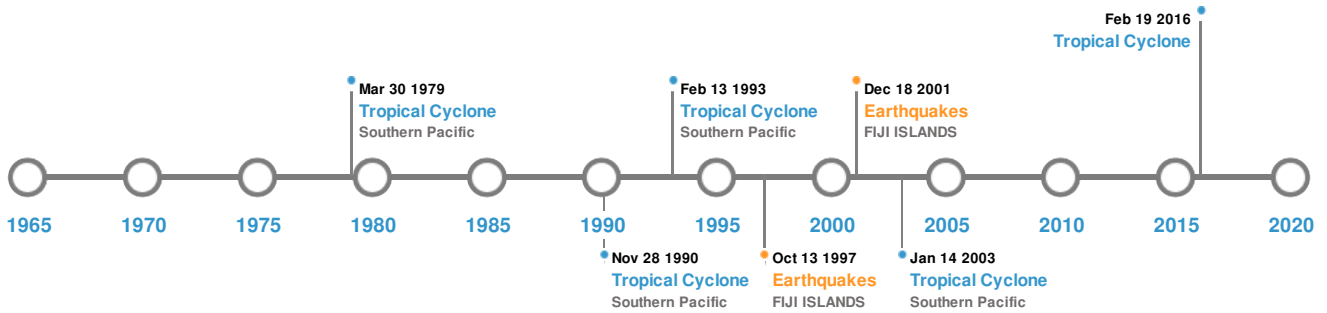 Feb 19 2016
Tropical Cyclone
Mar 30 1979
Tropical Cyclone
Southern Pacific
Feb 13 1993
Tropical Cyclone
Southern Pacific
Dec 18 2001
Earthquakes
FIJI ISLANDS
1965
1970
1975
1980
1985
1990
1995
2000
2005
2010
2015
2020
Nov 28 1990
Tropical Cyclone
Southern Pacific
Oct 13 1997
Earthquakes
FIJI ISLANDS
Jan 14 2003
Tropical Cyclone
Southern Pacific